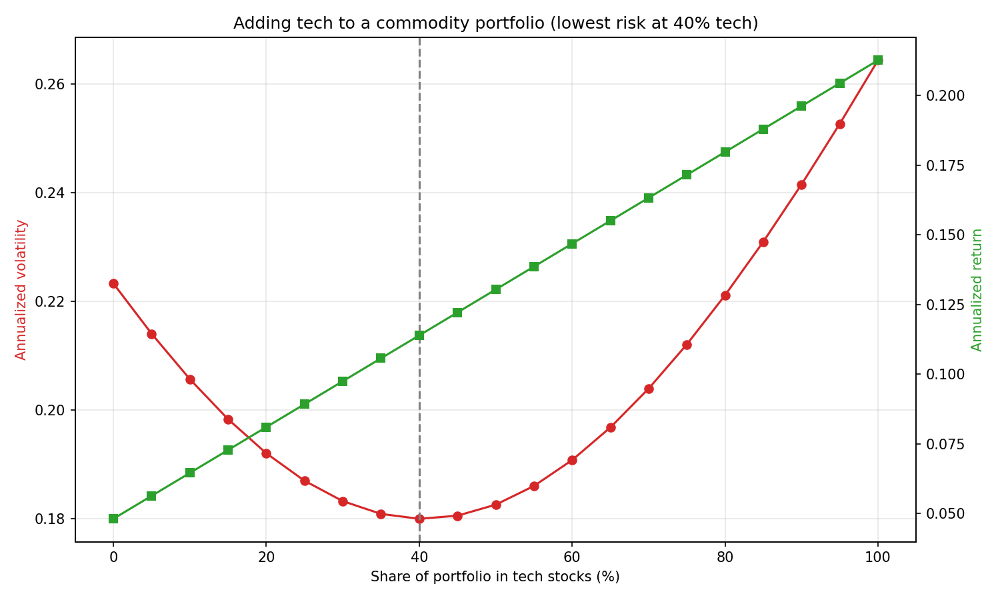 Adding tech to a commodity portfolio (lowest risk at 40% tech)
0.26
0.24
0.22
0.20
0.18
Annualized volatility
0.200
0.175
0.150
0.125
0.100
0.075
0.050
Annualized return
0 20 40 60 80 100
Share of portfolio in tech stocks (%)